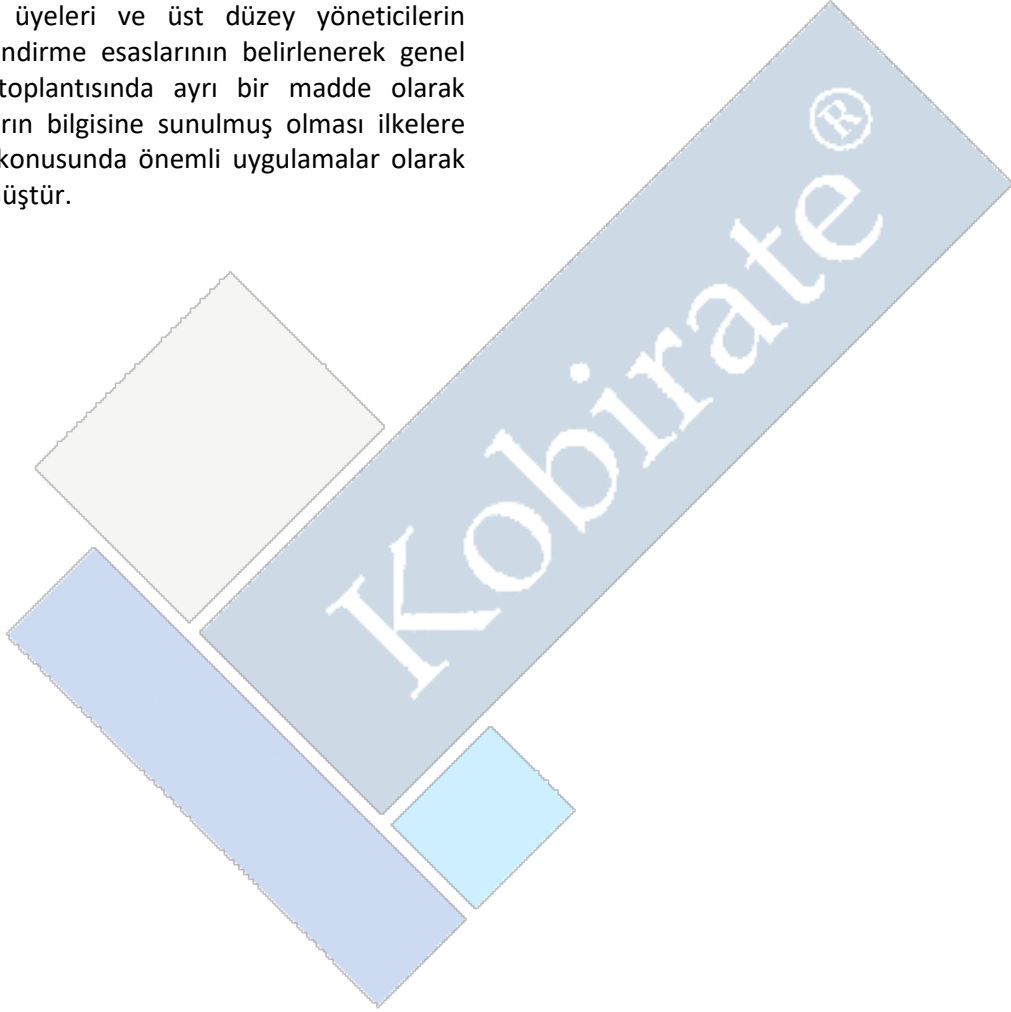 üyeleri ve üst düzey yöneticilerin
ndirme esaslarının belirlenerek genel
toplantısında ayrı bir madde olarak
rın bilgisine sunulmuş olması ilkelere
konusunda önemli uygulamalar olarak
üştür.
Kobirate ®